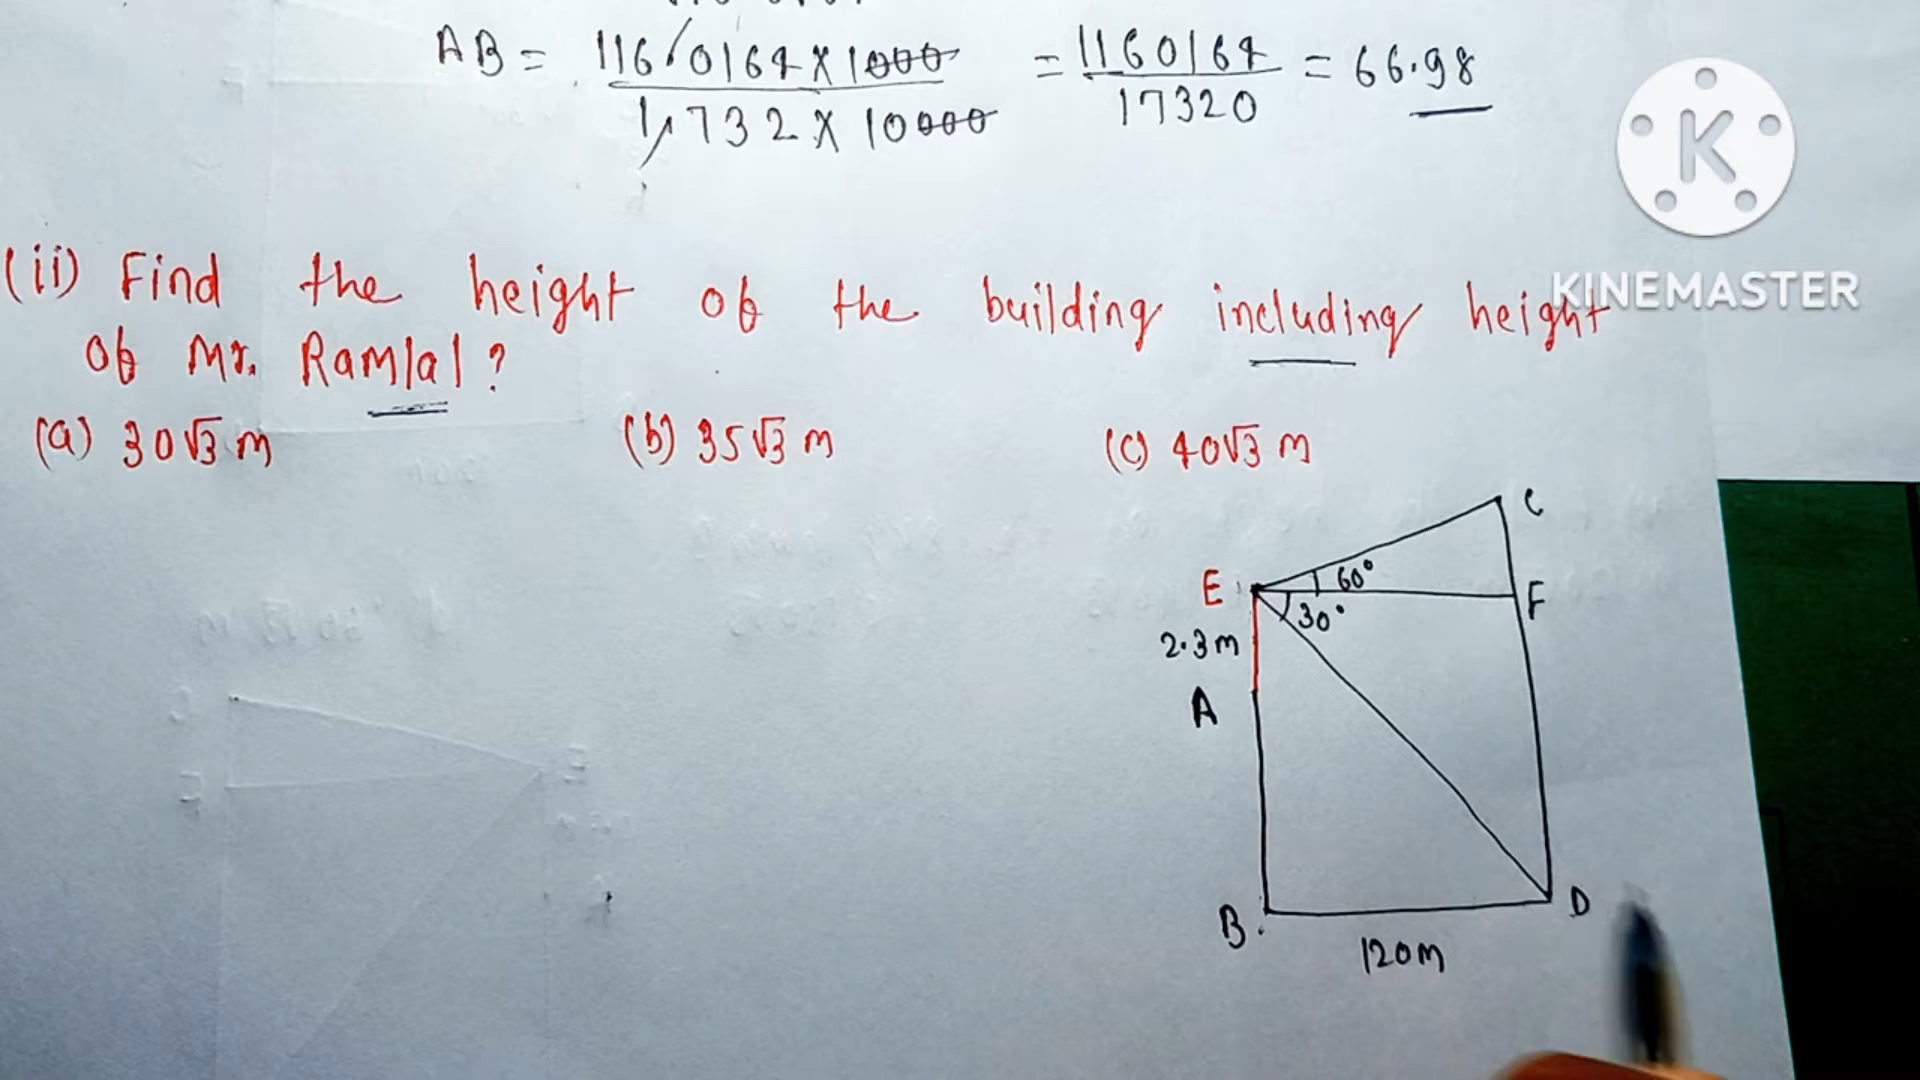 AB = 116/0164 X 1000 = 1160164 = 66.98
1,732 X 10000 17320
K
KINEMASTER
(ii) Find the height of the building including height
of Mr. Ramlal?
(a) 30√3 m (b) 35√3 m (c) 40√3 m
C
E 60° F
30°
2.3m
A
B. D
120m